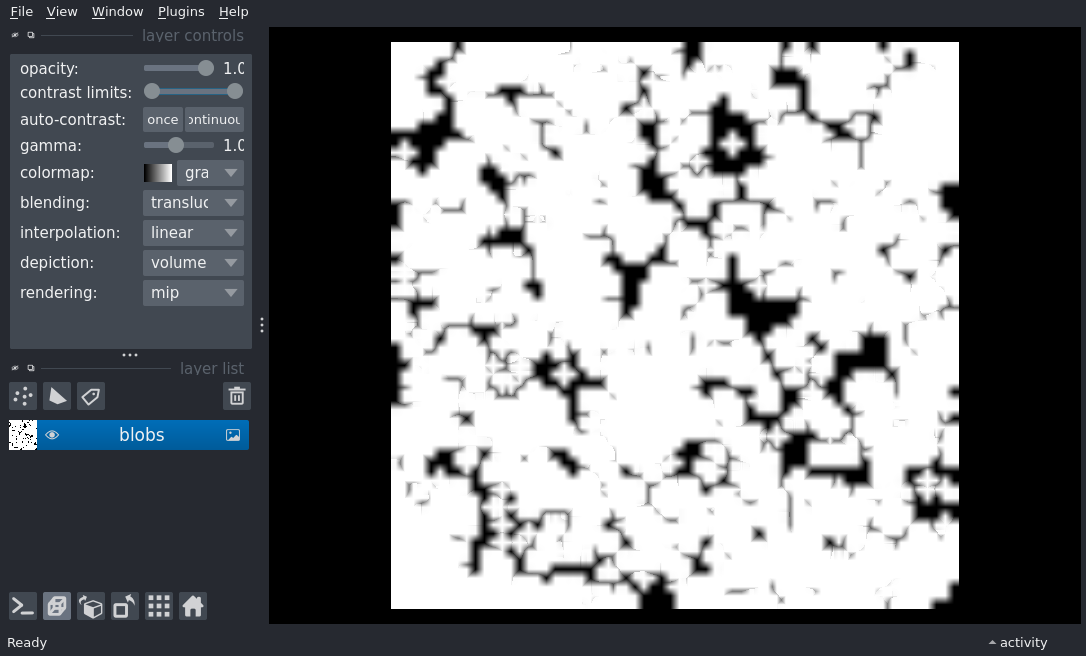 File View Window Plugins Help
layer controls
opacity: 1.0
contrast limits:
auto-contrast: once ontinuou
gamma: 1.0
colormap: gra
blending: transluc
interpolation: linear
depiction: volume
rendering: mip
layer list
blobs
Ready activity